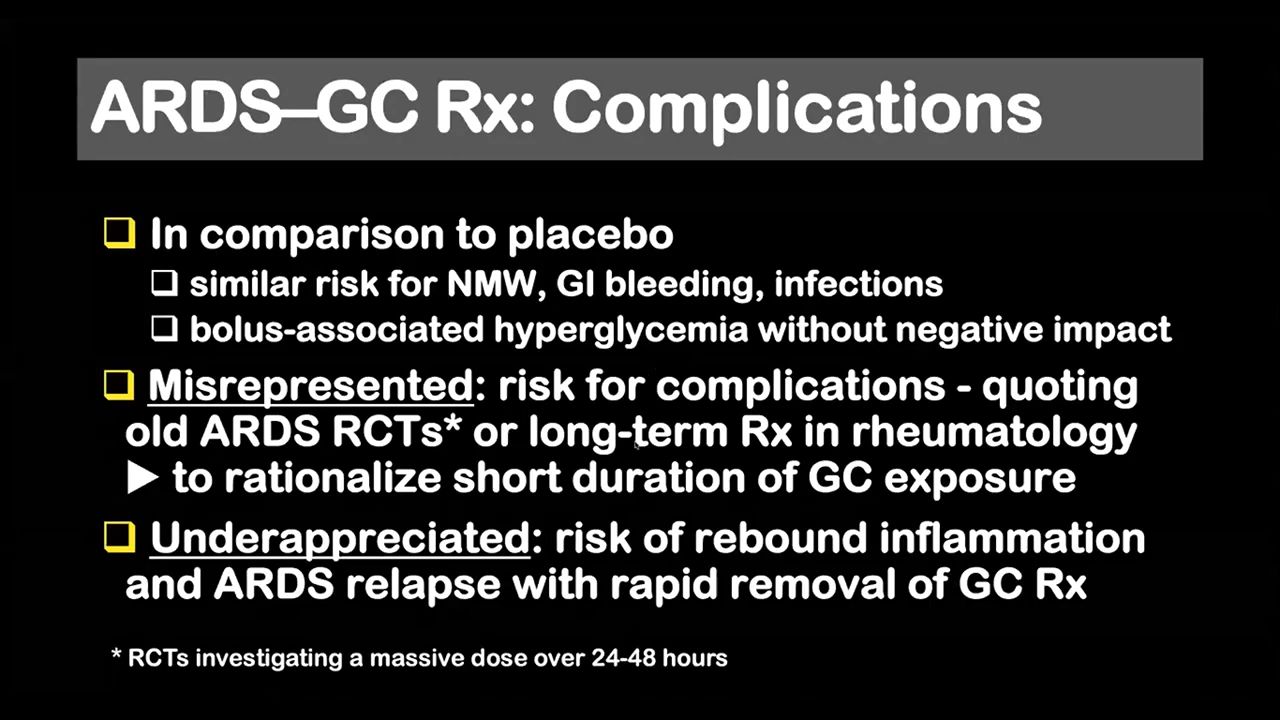 ARDS–GC Rx: Complications
❑ In comparison to placebo
❑ similar risk for NMW, GI bleeding, infections
❑ bolus-associated hyperglycemia without negative impact
❑ Misrepresented: risk for complications - quoting
old ARDS RCTs* or long-term Rx in rheumatology
▶ to rationalize short duration of GC exposure
❑ Underappreciated: risk of rebound inflammation
and ARDS relapse with rapid removal of GC Rx
* RCTs investigating a massive dose over 24-48 hours